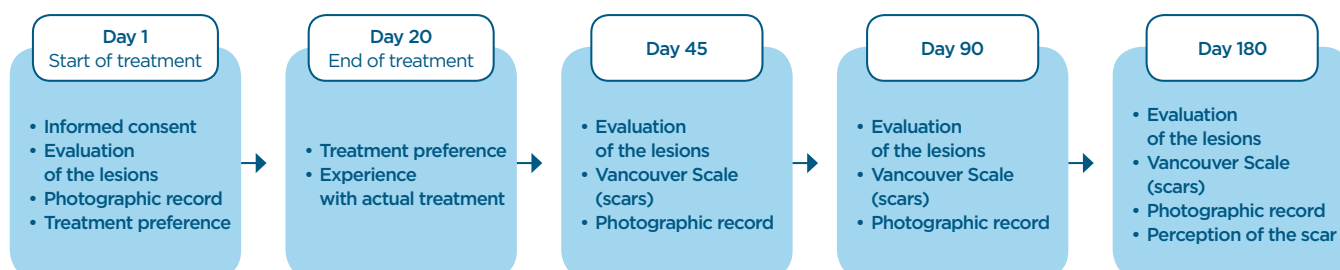 Day 1
Start of treatment
• Informed consent
• Evaluation
of the lesions
• Photographic record
• Treatment preference
Day 20
End of treatment
• Treatment preference
• Experience
with actual treatment
Day 45
• Evaluation
of the lesions
• Vancouver Scale
(scars)
• Photographic record
Day 90
• Evaluation
of the lesions
• Vancouver Scale
(scars)
• Photographic record
Day 180
• Evaluation
of the lesions
• Vancouver Scale
(scars)
• Photographic record
• Perception of the scar